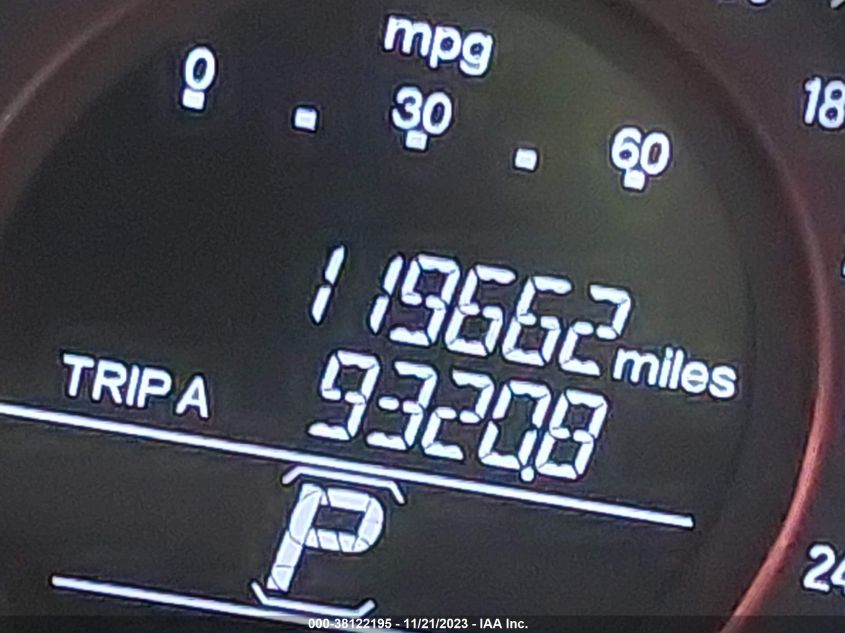 mpg
0 30 60
18
119662 miles
TRIP A 9320.8
P
24
000-38122195 - 11/21/2023 - IAA Inc.